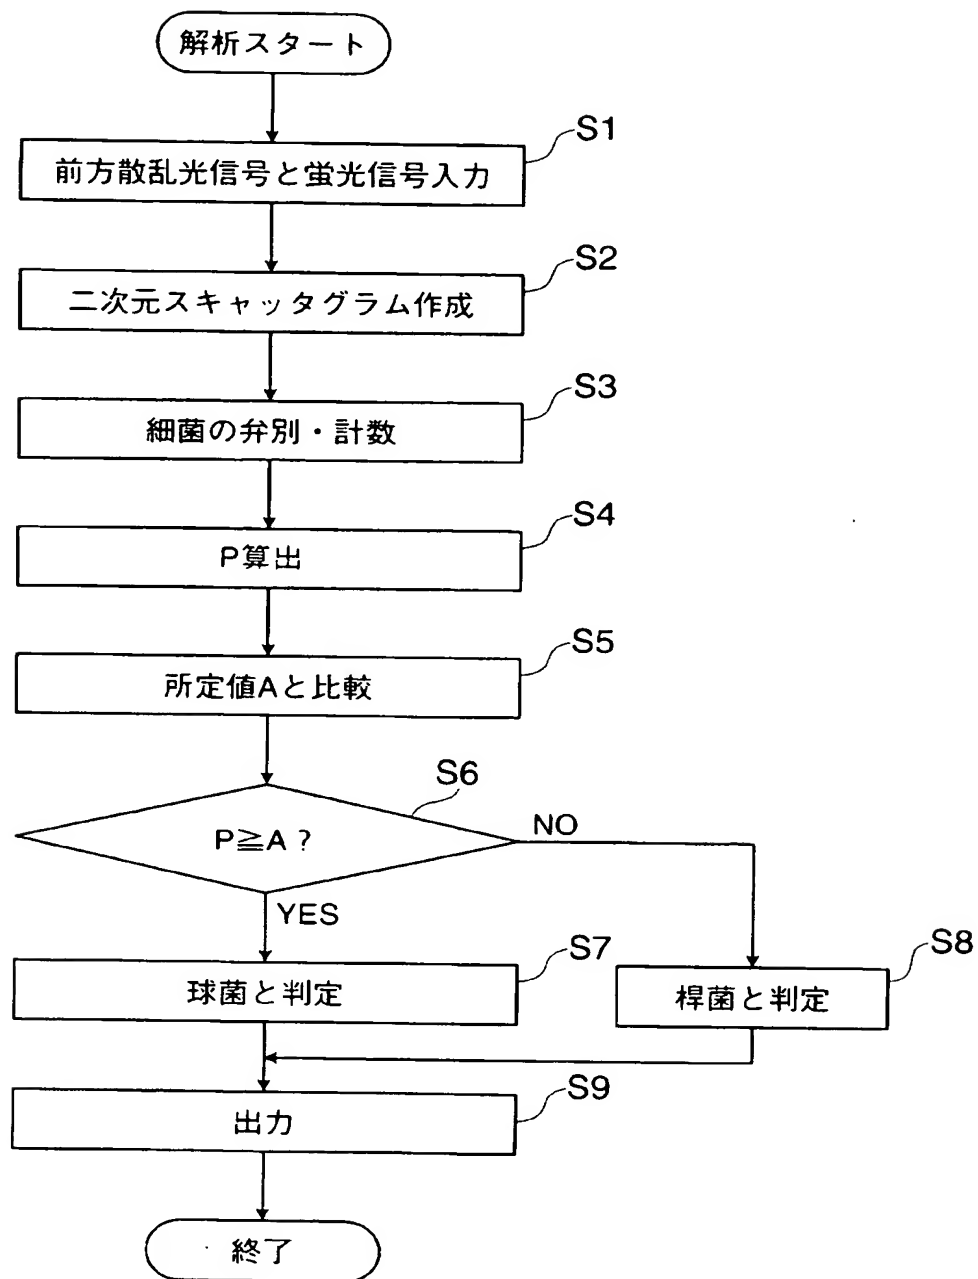 解析スタート
S1
前方散乱光信号と蛍光信号入力
S2
二次元スキャッタグラム作成
S3
細菌の弁別・計数
S4
P算出
S5
所定値Aと比較
S6
P≧A?
NO
YES
S7
球菌と判定
S8
桿菌と判定
S9
出力
終了